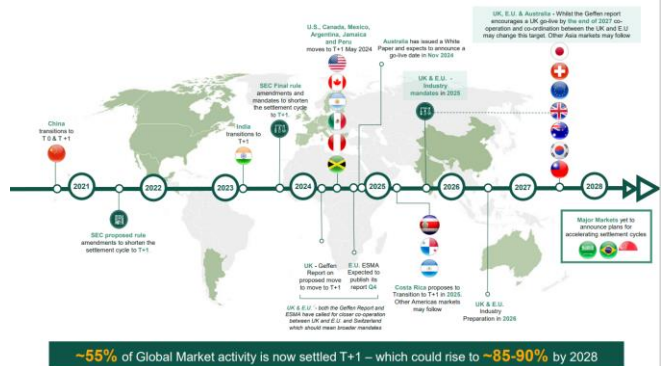 U.S., Canada, Mexico,
Argentina, Jamaica
and Peru
moves to T+1 May 2024
Australia has issued a White
Paper and expects to announce
a go-live date in Nov 2024
UK, E.U. & Australia - Whilst the Geffen report
encourages a UK go-live by the end of 2027 co-
operation and co-ordination between the UK and E.U
may change this target. Other Asia markets may follow
SEC Final rule
amendments and
mandates to shorten
the settlement cycle
to T+1.
UK & E.U. -
Industry
mandates in 2025
China
transitions to
T 0 & T +1
India
transitions to
T+1
2021
2022
2023
2024
2025
2026
2027
2028
SEC proposed rule
amendments to shorten the
settlement cycle to T+1
UK - Geffen
Report on
proposed move
to move to T+1
E.U. ESMA
Expected to
publish its
report Q4
Costa Rica proposes to
Transition to T+1 in 2025.
Other Americas markets
may follow
UK & E.U.
Industry
Preparation in 2026
Major Markets yet to
announce plans for
accelerating settlement cycles
UK & E.U. - both the Geffen Report and
ESMA have called for closer co-operation
between UK and E.U. and Switzerland
which should mean broader mandates
~55% of Global Market activity is now settled T+1 – which could rise to ~85-90% by 2028